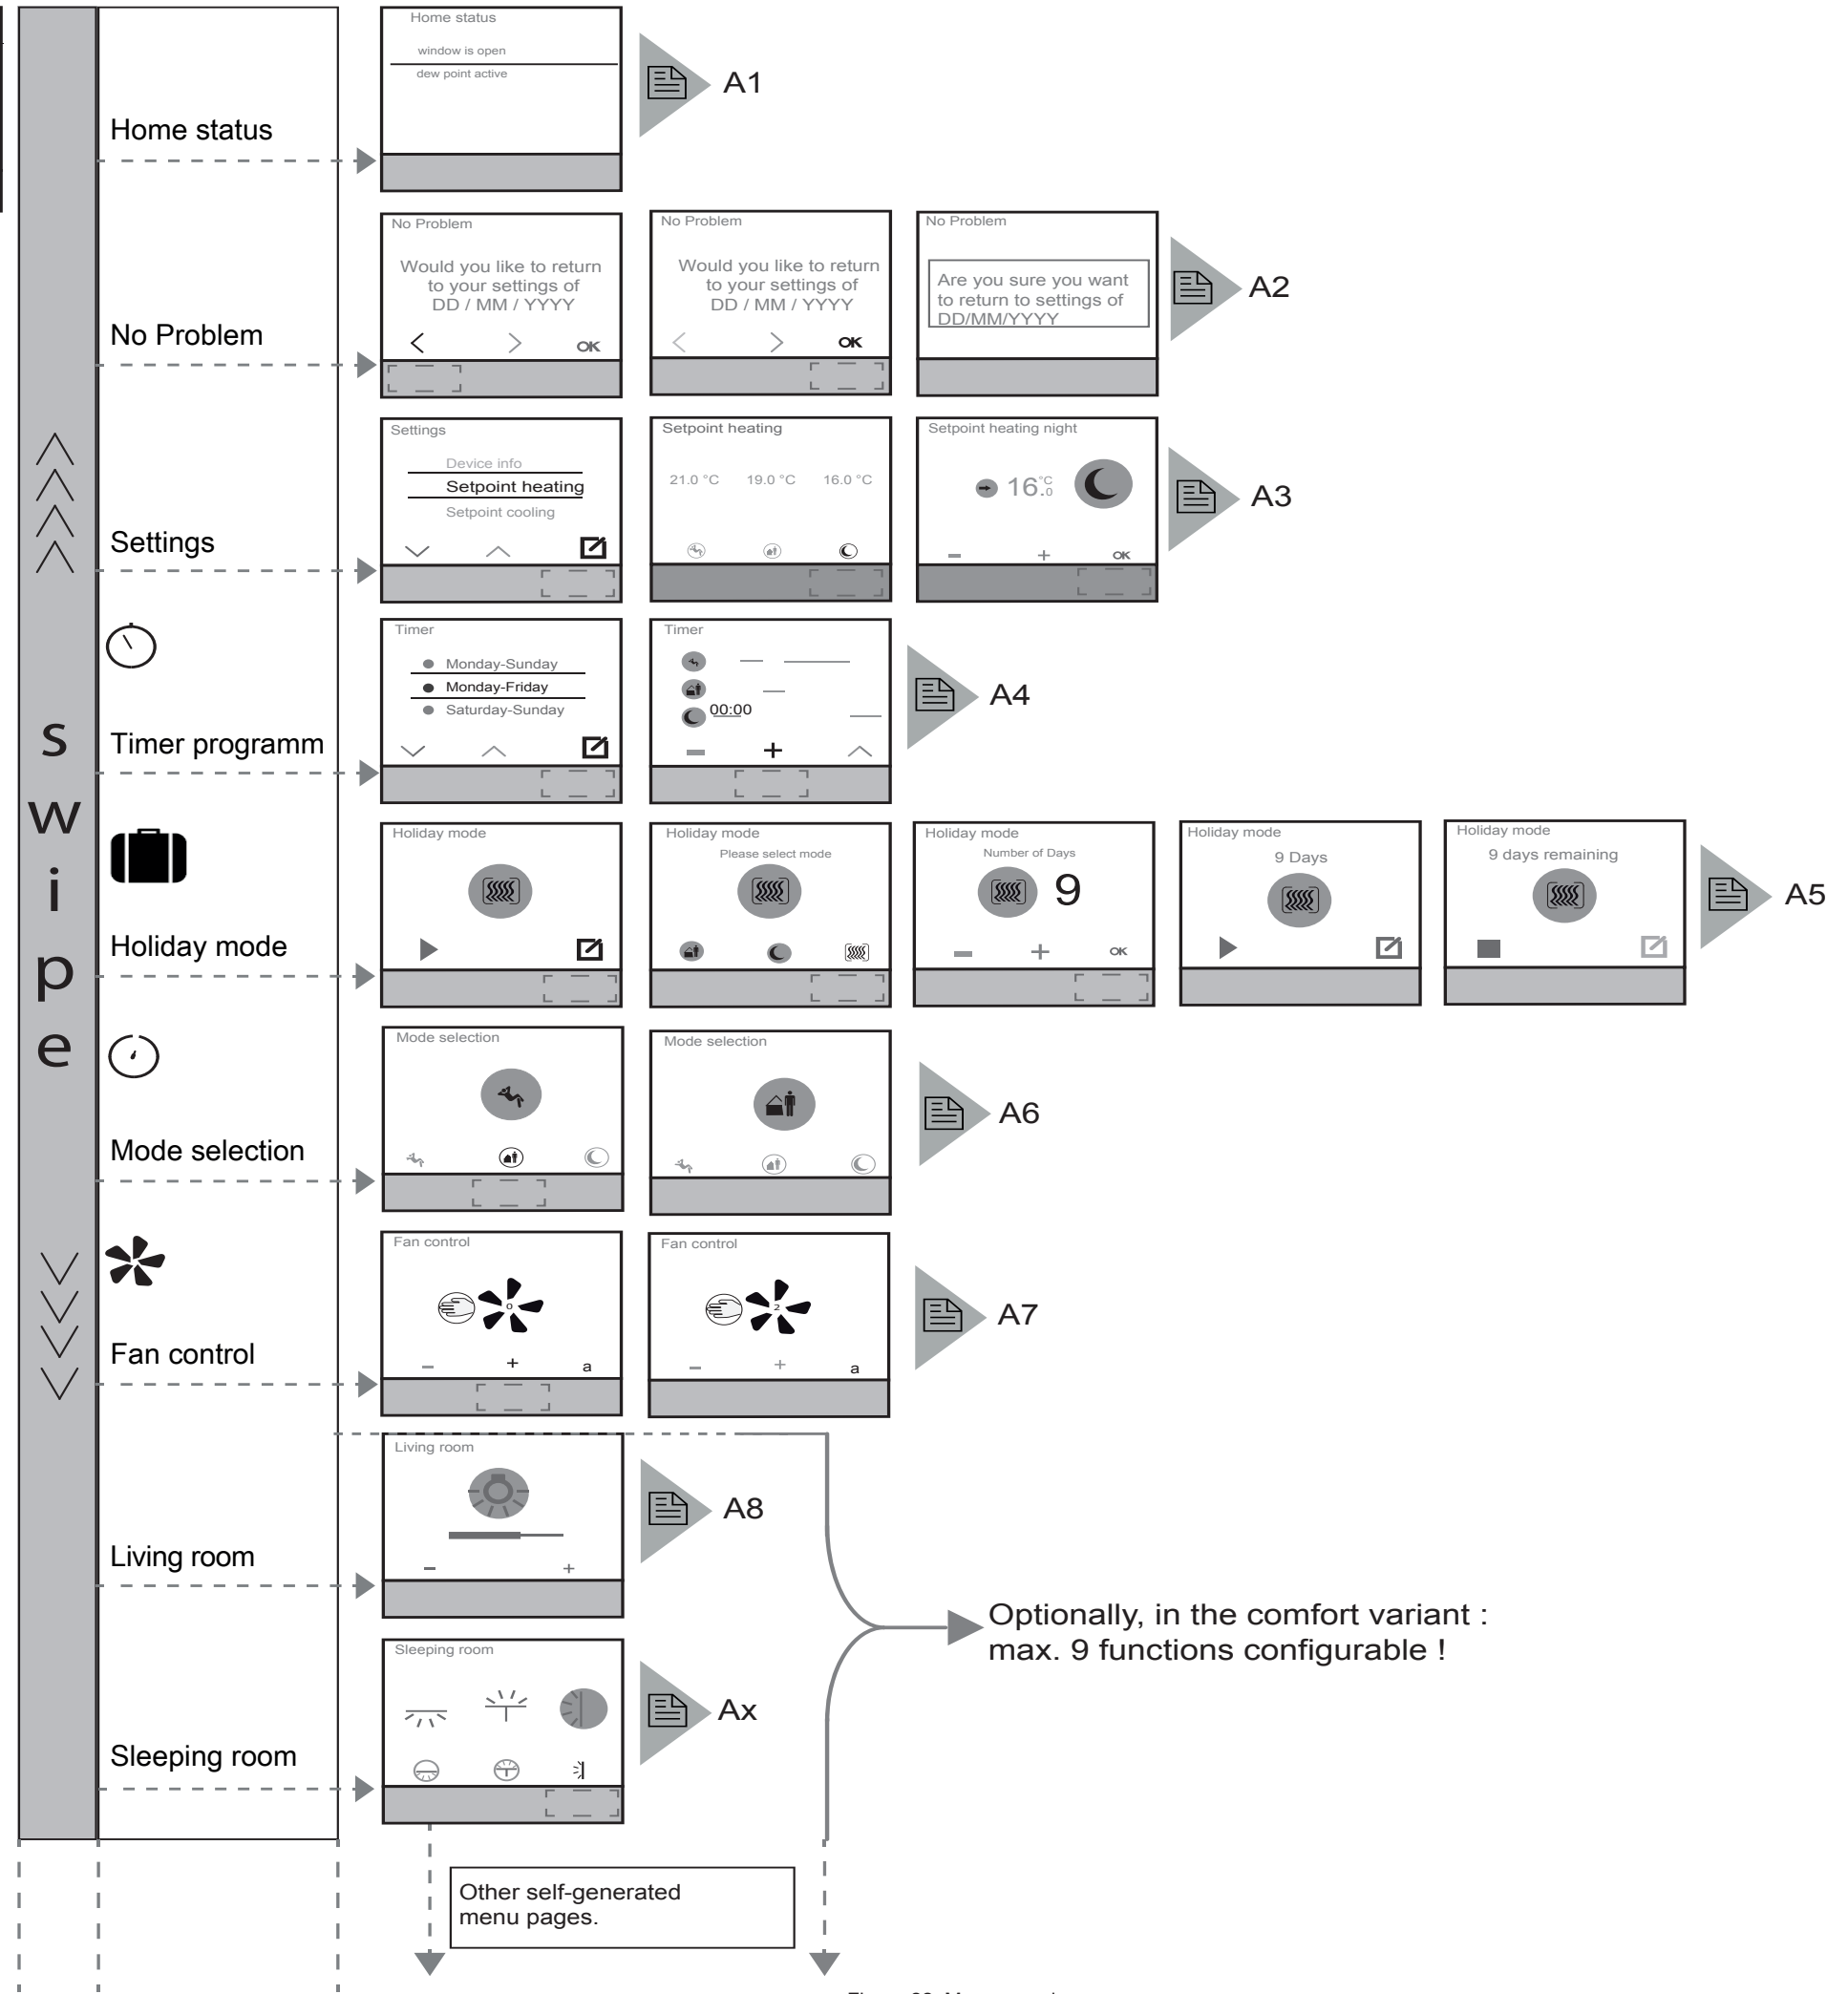 Home status
window is open
dew point active
A1
Home status
No Problem
Would you like to return
to your settings of
DD / MM / YYYY
< > OK
No Problem
Would you like to return
to your settings of
DD / MM / YYYY
< > OK
No Problem
Are you sure you want
to return to settings of
DD/MM/YYYY
A2
No Problem
Settings
Device info
Setpoint heating
Setpoint cooling
Setpoint heating
21.0 °C 19.0 °C 16.0 °C
Setpoint heating night
16.0 °C
− + OK
A3
Settings
Timer
Monday-Sunday
Monday-Friday
Saturday-Sunday
Timer
00:00
− +
A4
Timer programm
Holiday mode
Holiday mode
Please select mode
Holiday mode
Number of Days
9
− + OK
Holiday mode
9 Days
Holiday mode
9 days remaining
A5
Holiday mode
Mode selection
Mode selection
A6
Mode selection
Fan control
0
− + a
Fan control
2
− + a
A7
Fan control
Living room
− +
A8
Living room
Optionally, in the comfort variant :
max. 9 functions configurable !
Sleeping room
Ax
Sleeping room
swipe
Other self-generated
menu pages.